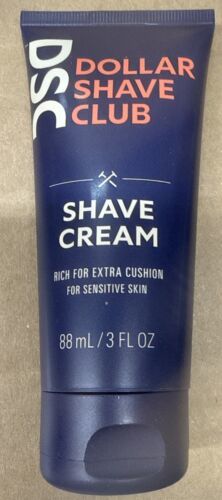 DSC
DOLLAR
SHAVE
CLUB
SHAVE
CREAM
RICH FOR EXTRA CUSHION
FOR SENSITIVE SKIN
88 mL / 3 FL OZ